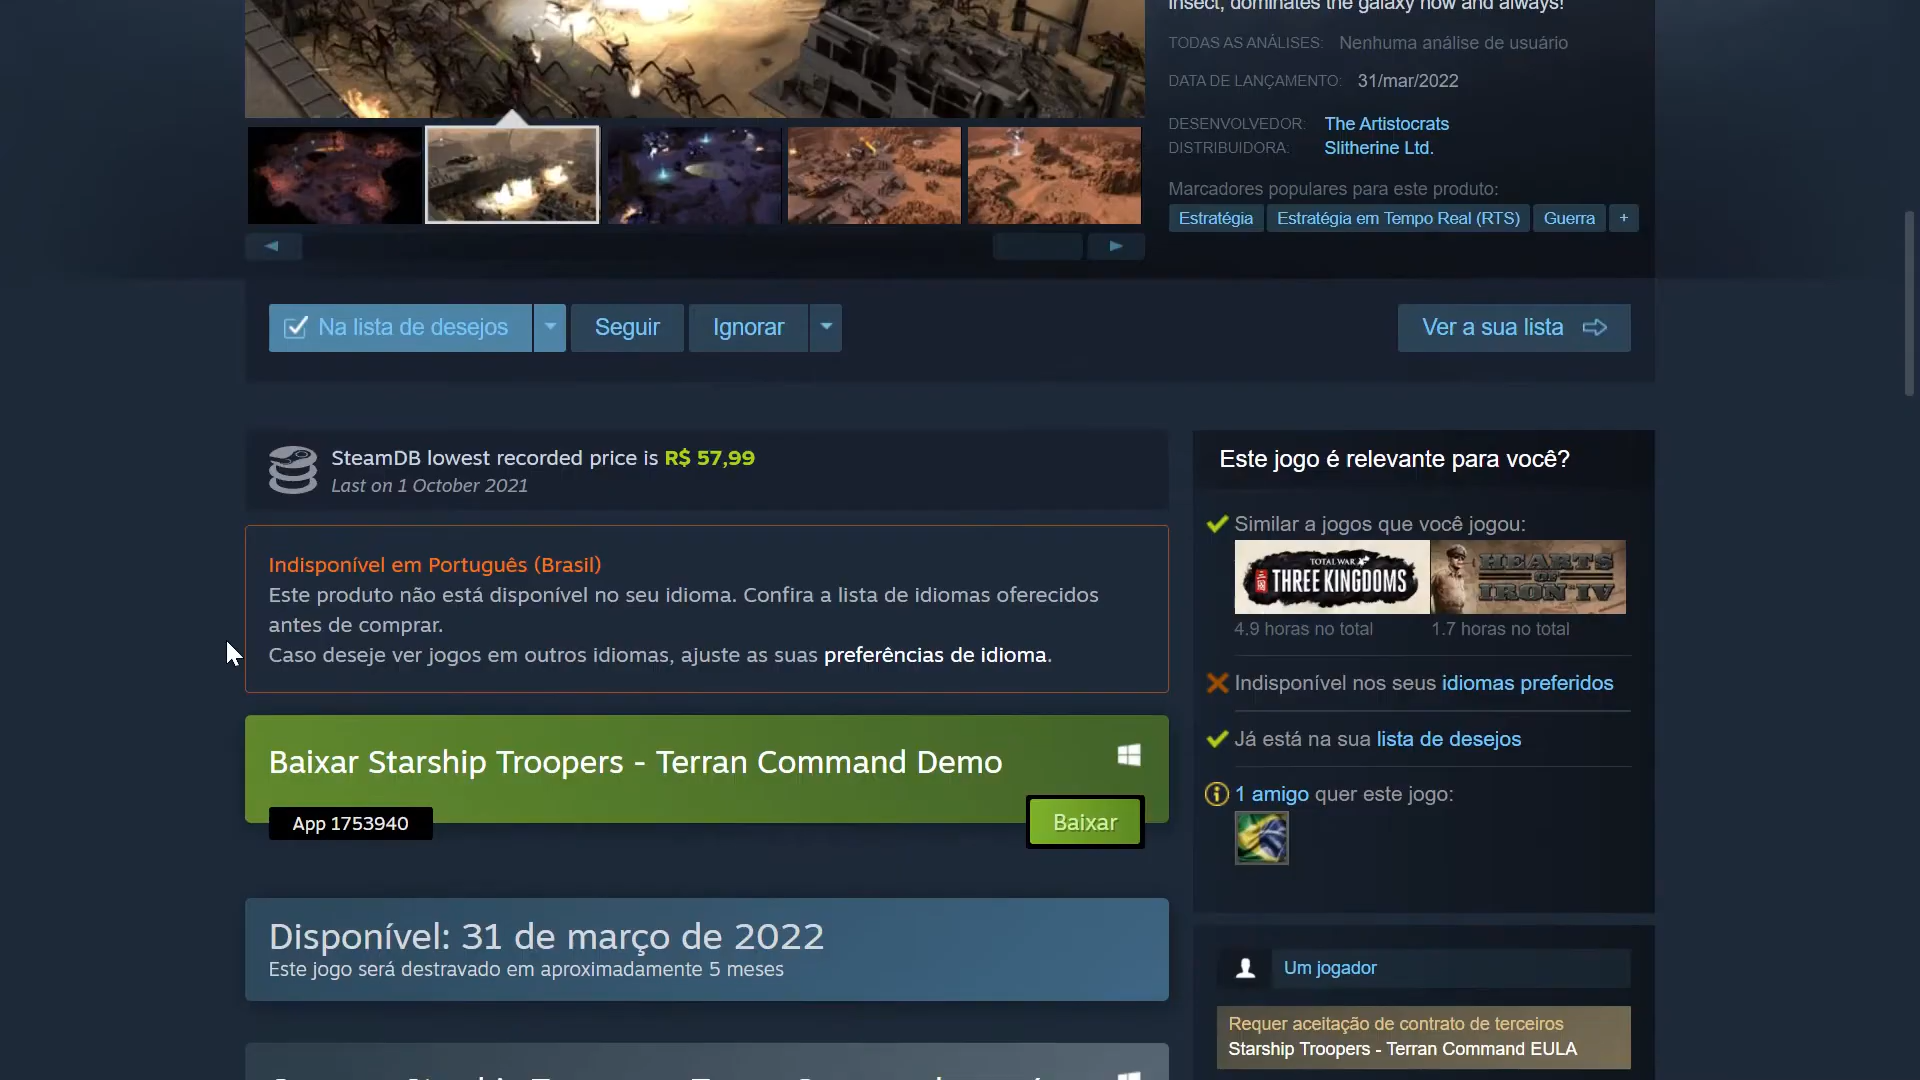 insect, dominates the galaxy now and always!
TODAS AS ANÁLISES: Nenhuma análise de usuário
DATA DE LANÇAMENTO: 31/mar/2022
DESENVOLVEDOR: The Artistocrats
DISTRIBUIDORA: Slitherine Ltd.
Marcadores populares para este produto:
Estratégia Estratégia em Tempo Real (RTS) Guerra +
Na lista de desejos Seguir Ignorar Ver a sua lista
SteamDB lowest recorded price is R$ 57,99
Last on 1 October 2021
Indisponível em Português (Brasil)
Este produto não está disponível no seu idioma. Confira a lista de idiomas oferecidos
antes de comprar.
Caso deseje ver jogos em outros idiomas, ajuste as suas preferências de idioma.
Baixar Starship Troopers - Terran Command Demo
App 1753940
Baixar
Disponível: 31 de março de 2022
Este jogo será destravado em aproximadamente 5 meses
Este jogo é relevante para você?
Similar a jogos que você jogou:
TOTAL WAR
THREE KINGDOMS
HEARTS
OF
IRON IV
4.9 horas no total 1.7 horas no total
Indisponível nos seus idiomas preferidos
Já está na sua lista de desejos
1 amigo quer este jogo:
Um jogador
Requer aceitação de contrato de terceiros
Starship Troopers - Terran Command EULA